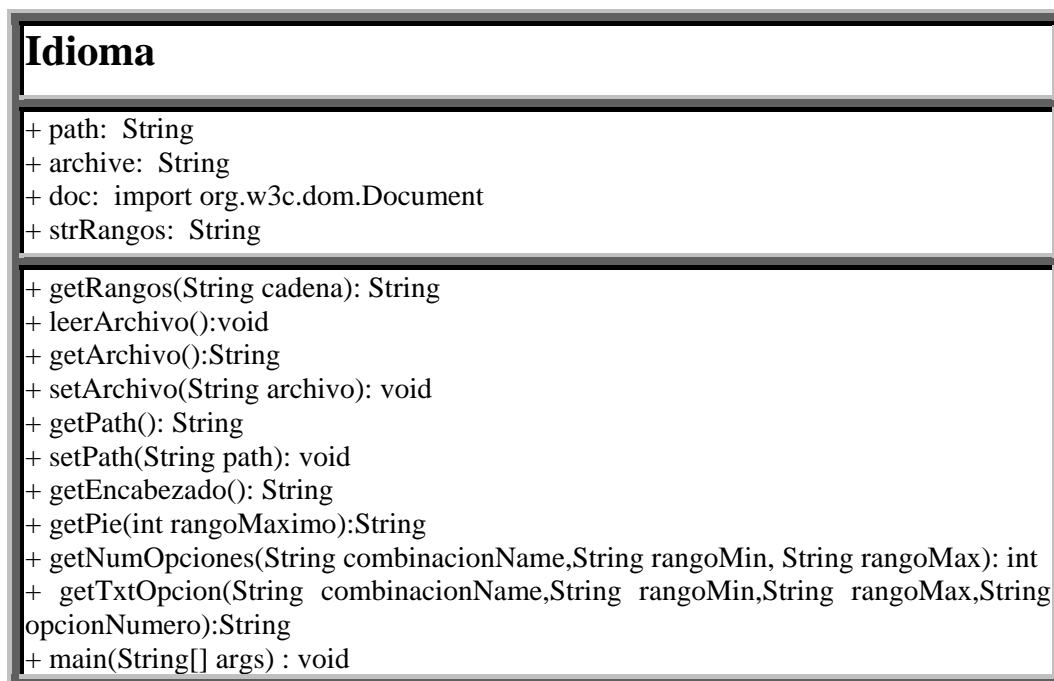 Idioma
+ path: String
+ archive: String
+ doc: import org.w3c.dom.Document
+ strRangos: String
+ getRangos(String cadena): String
+ leerArchivo():void
+ getArchivo():String
+ setArchivo(String archivo): void
+ getPath(): String
+ setPath(String path): void
+ getEncabezado(): String
+ getPie(int rangoMaximo):String
+ getNumOpciones(String combinacionName,String rangoMin, String rangoMax): int
+ getTxtOpcion(String combinacionName,String rangoMin,String rangoMax,String
opcionNumero):String
+ main(String[] args) : void